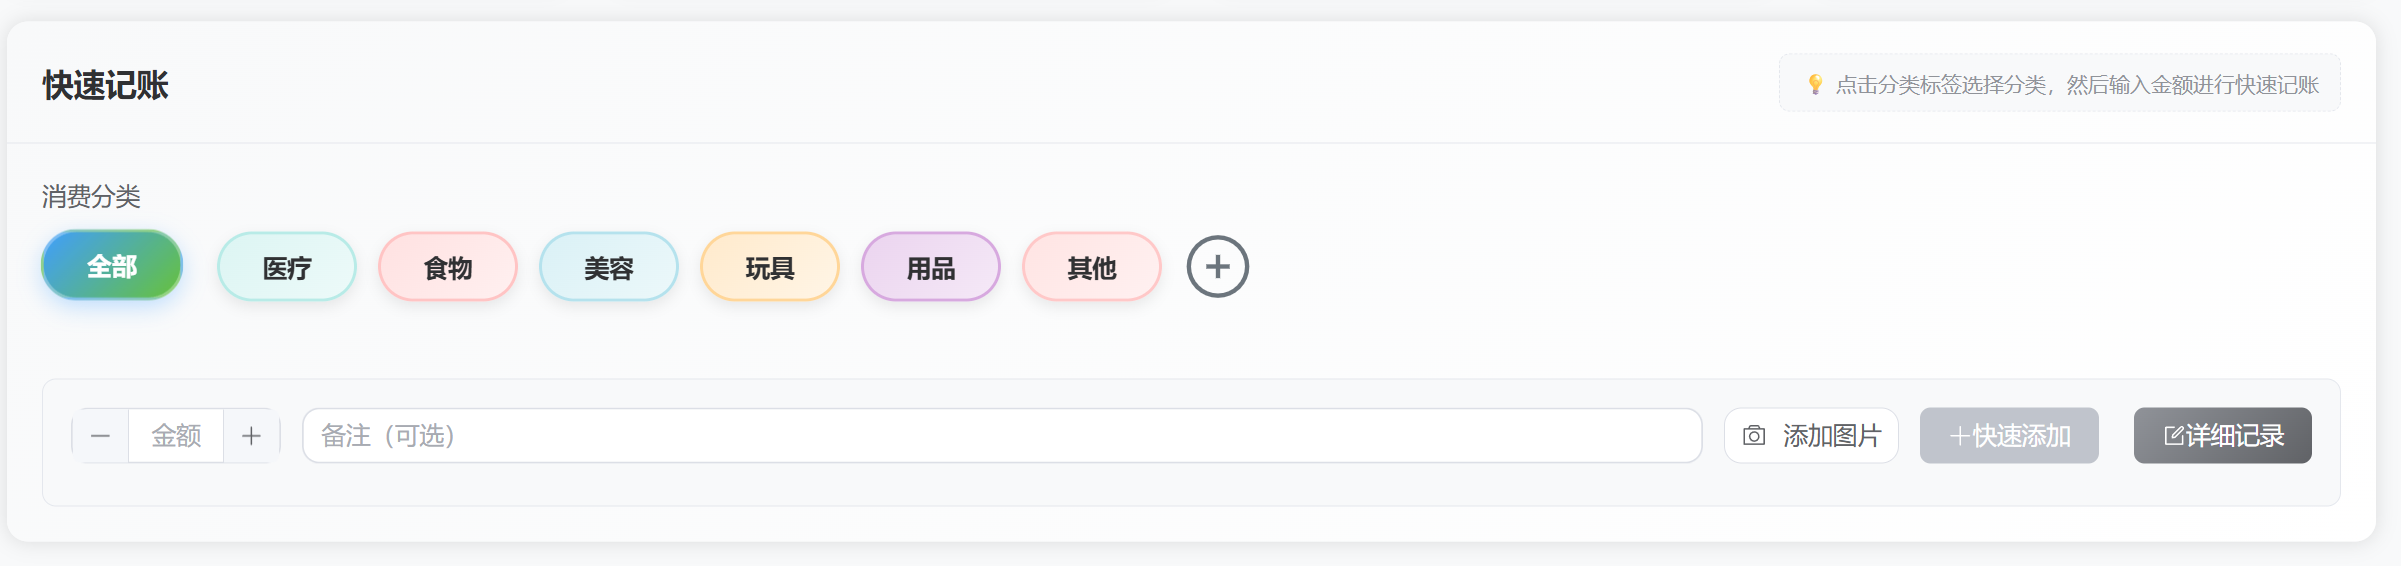 快速记账
💡 点击分类标签选择分类，然后输入金额进行快速记账
消费分类
全部 医疗 食物 美容 玩具 用品 其他 +
− 金额 + 备注（可选） 添加图片 +快速添加 详细记录